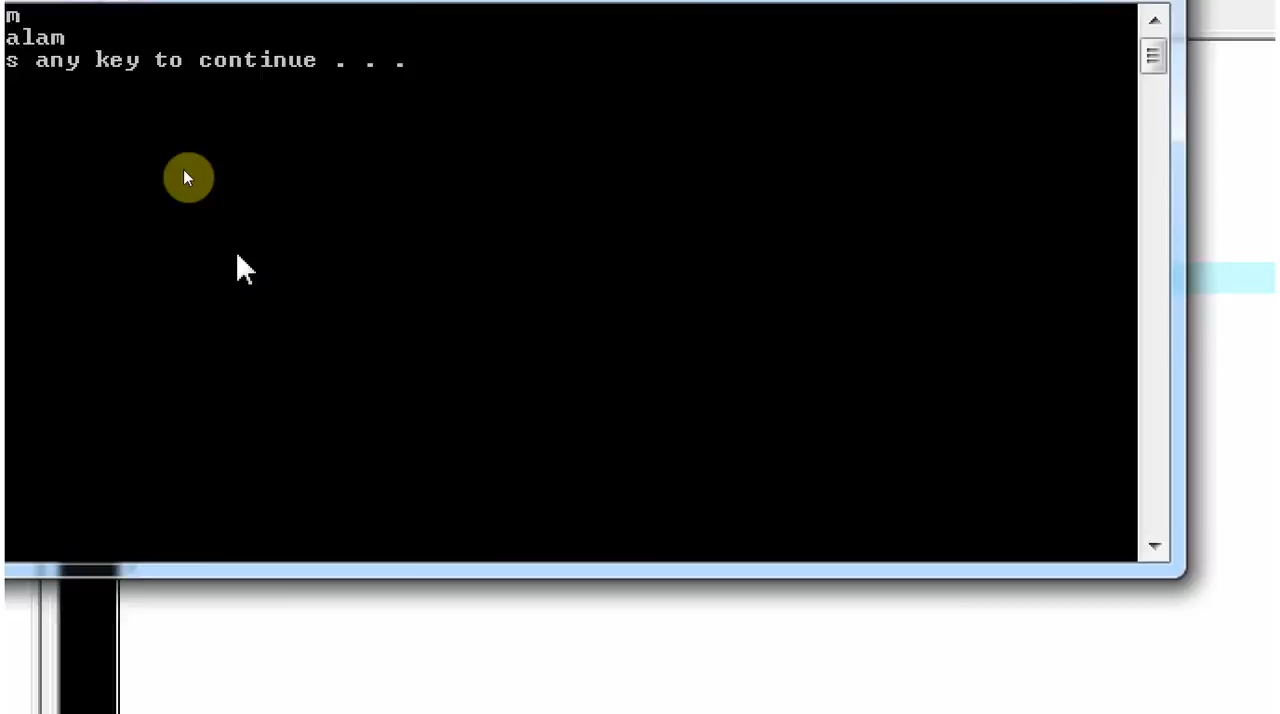 m
alam
s any key to continue . . .